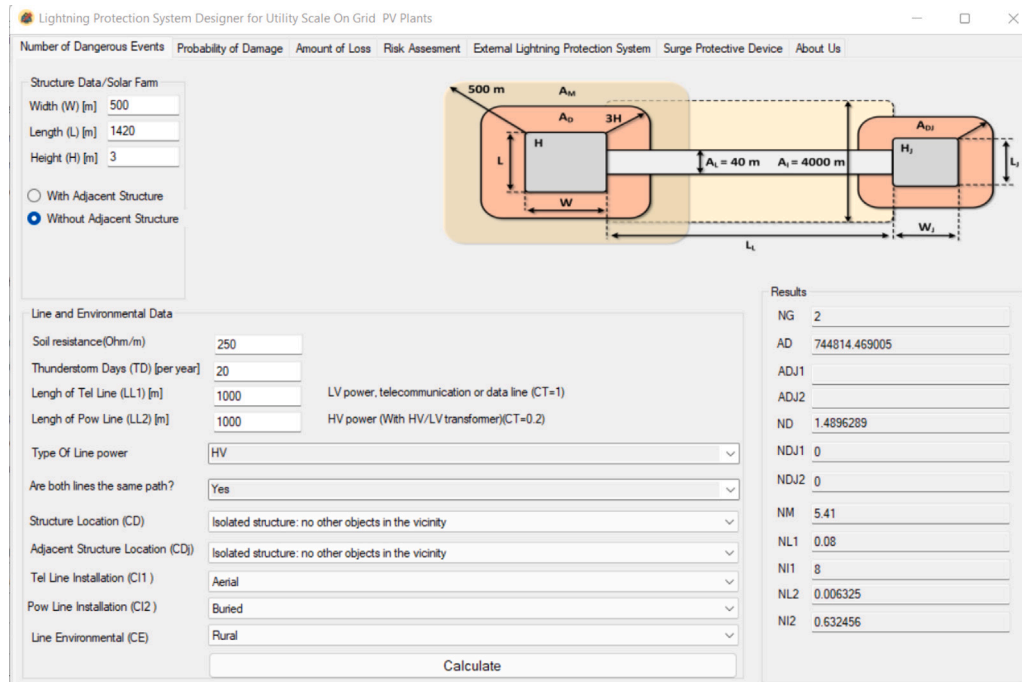 Lightning Protection System Designer for Utility Scale On Grid PV Plants
Number of Dangerous Events Probability of Damage Amount of Loss Risk Assesment External Lightning Protection System Surge Protective Device About Us
Structure Data/Solar Farm
Width (W) [m] 500
Length (L) [m] 1420
Height (H) [m] 3
With Adjacent Structure
Without Adjacent Structure
500 m
AM
AD
3H
H
L
W
AL = 40 m AI = 4000 m
LL
ADJ
HJ
LJ
WJ
Line and Environmental Data
Soil resistance(Ohm/m) 250
Thunderstorm Days (TD) [per year] 20
Lengh of Tel Line (LL1) [m] 1000 LV power, telecommunication or data line (CT=1)
Lengh of Pow Line (LL2) [m] 1000 HV power (With HV/LV transformer)(CT=0.2)
Type Of Line power HV
Are both lines the same path? Yes
Structure Location (CD) Isolated structure: no other objects in the vicinity
Adjacent Structure Location (CDj) Isolated structure: no other objects in the vicinity
Tel Line Installation (CI1 ) Aerial
Pow Line Installation (CI2 ) Buried
Line Environmental (CE) Rural
Calculate
Results
NG 2
AD 744814.469005
ADJ1
ADJ2
ND 1.4896289
NDJ1 0
NDJ2 0
NM 5.41
NL1 0.08
NI1 8
NL2 0.006325
NI2 0.632456